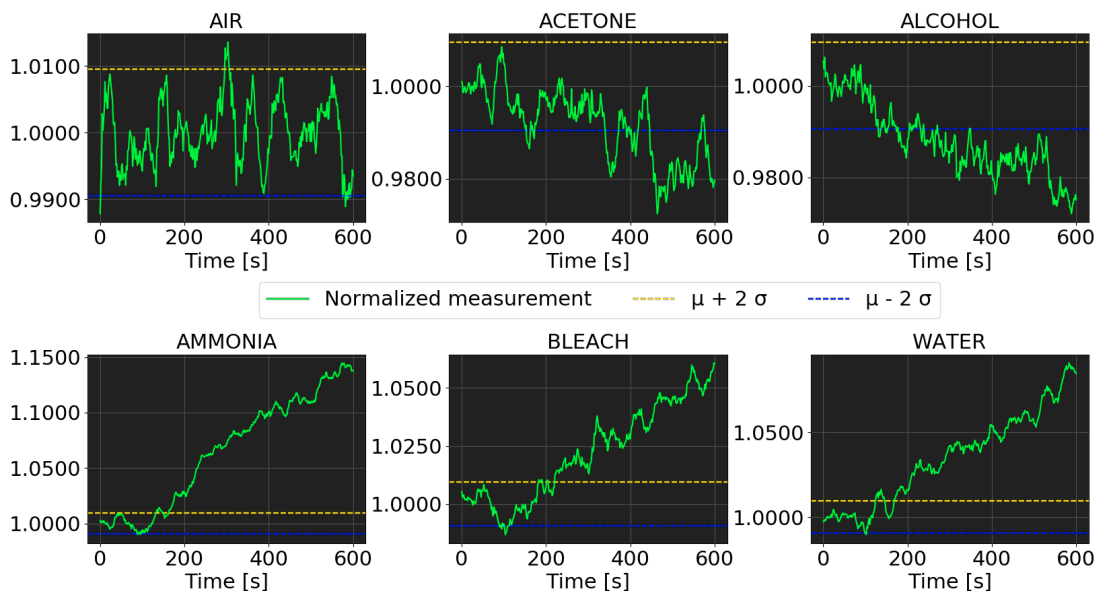 AIR
ACETONE
ALCOHOL
1.0100
1.0000
0.9900
0 200 400 600
Time [s]
1.0000
0.9800
0 200 400 600
Time [s]
1.0000
0.9800
0 200 400 600
Time [s]
Normalized measurement
μ + 2 σ
μ - 2 σ
AMMONIA
BLEACH
WATER
1.1500
1.1000
1.0500
1.0000
0 200 400 600
Time [s]
1.0500
1.0250
1.0000
0 200 400 600
Time [s]
1.0500
1.0000
0 200 400 600
Time [s]